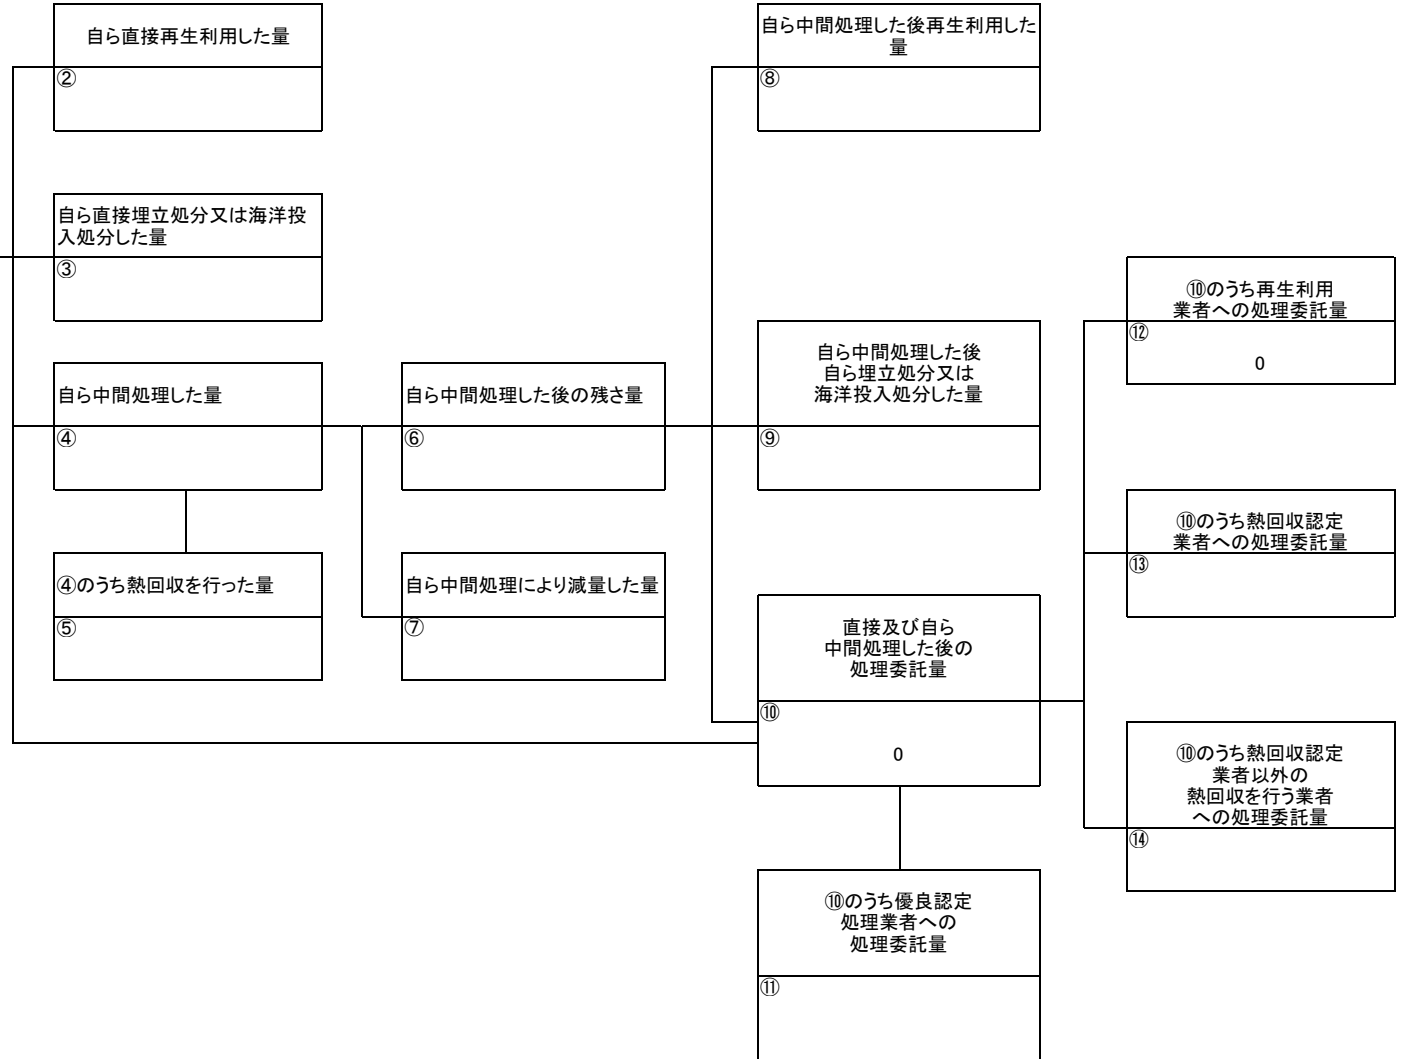 自ら直接再生利用した量
②
自ら直接埋立処分又は海洋投
入処分した量
③
自ら中間処理した量
④
④のうち熱回収を行った量
⑤
自ら中間処理した後の残さ量
⑥
自ら中間処理により減量した量
⑦
自ら中間処理した後再生利用した
量
⑧
自ら中間処理した後
自ら埋立処分又は
海洋投入処分した量
⑨
直接及び自ら
中間処理した後の
処理委託量
⑩
0
⑩のうち優良認定
処理業者への
処理委託量
⑪
⑩のうち再生利用
業者への処理委託量
⑫
0
⑩のうち熱回収認定
業者への処理委託量
⑬
⑩のうち熱回収認定
業者以外の
熱回収を行う業者
への処理委託量
⑭